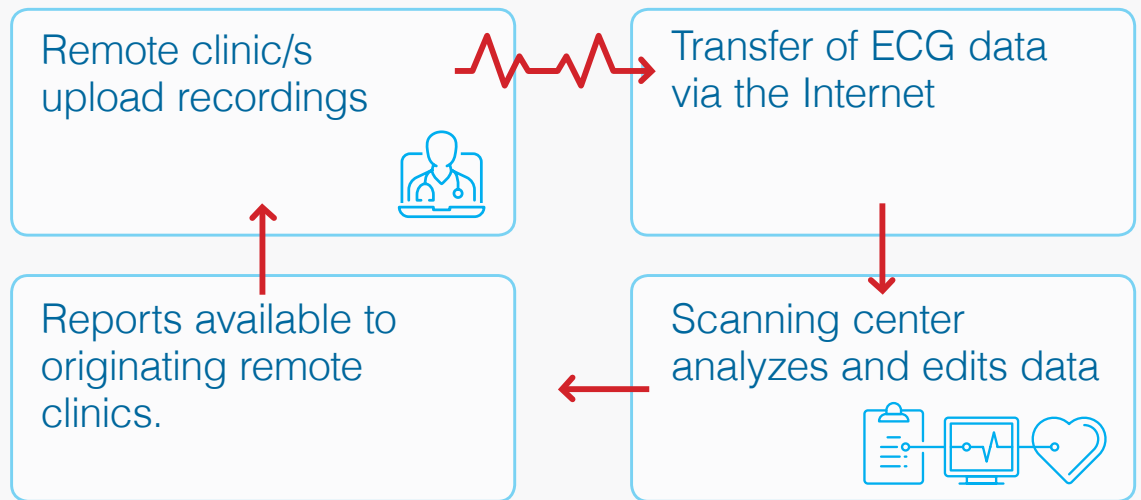 Remote clinic/s
upload recordings
Transfer of ECG data
via the Internet
Reports available to
originating remote
clinics.
Scanning center
analyzes and edits data